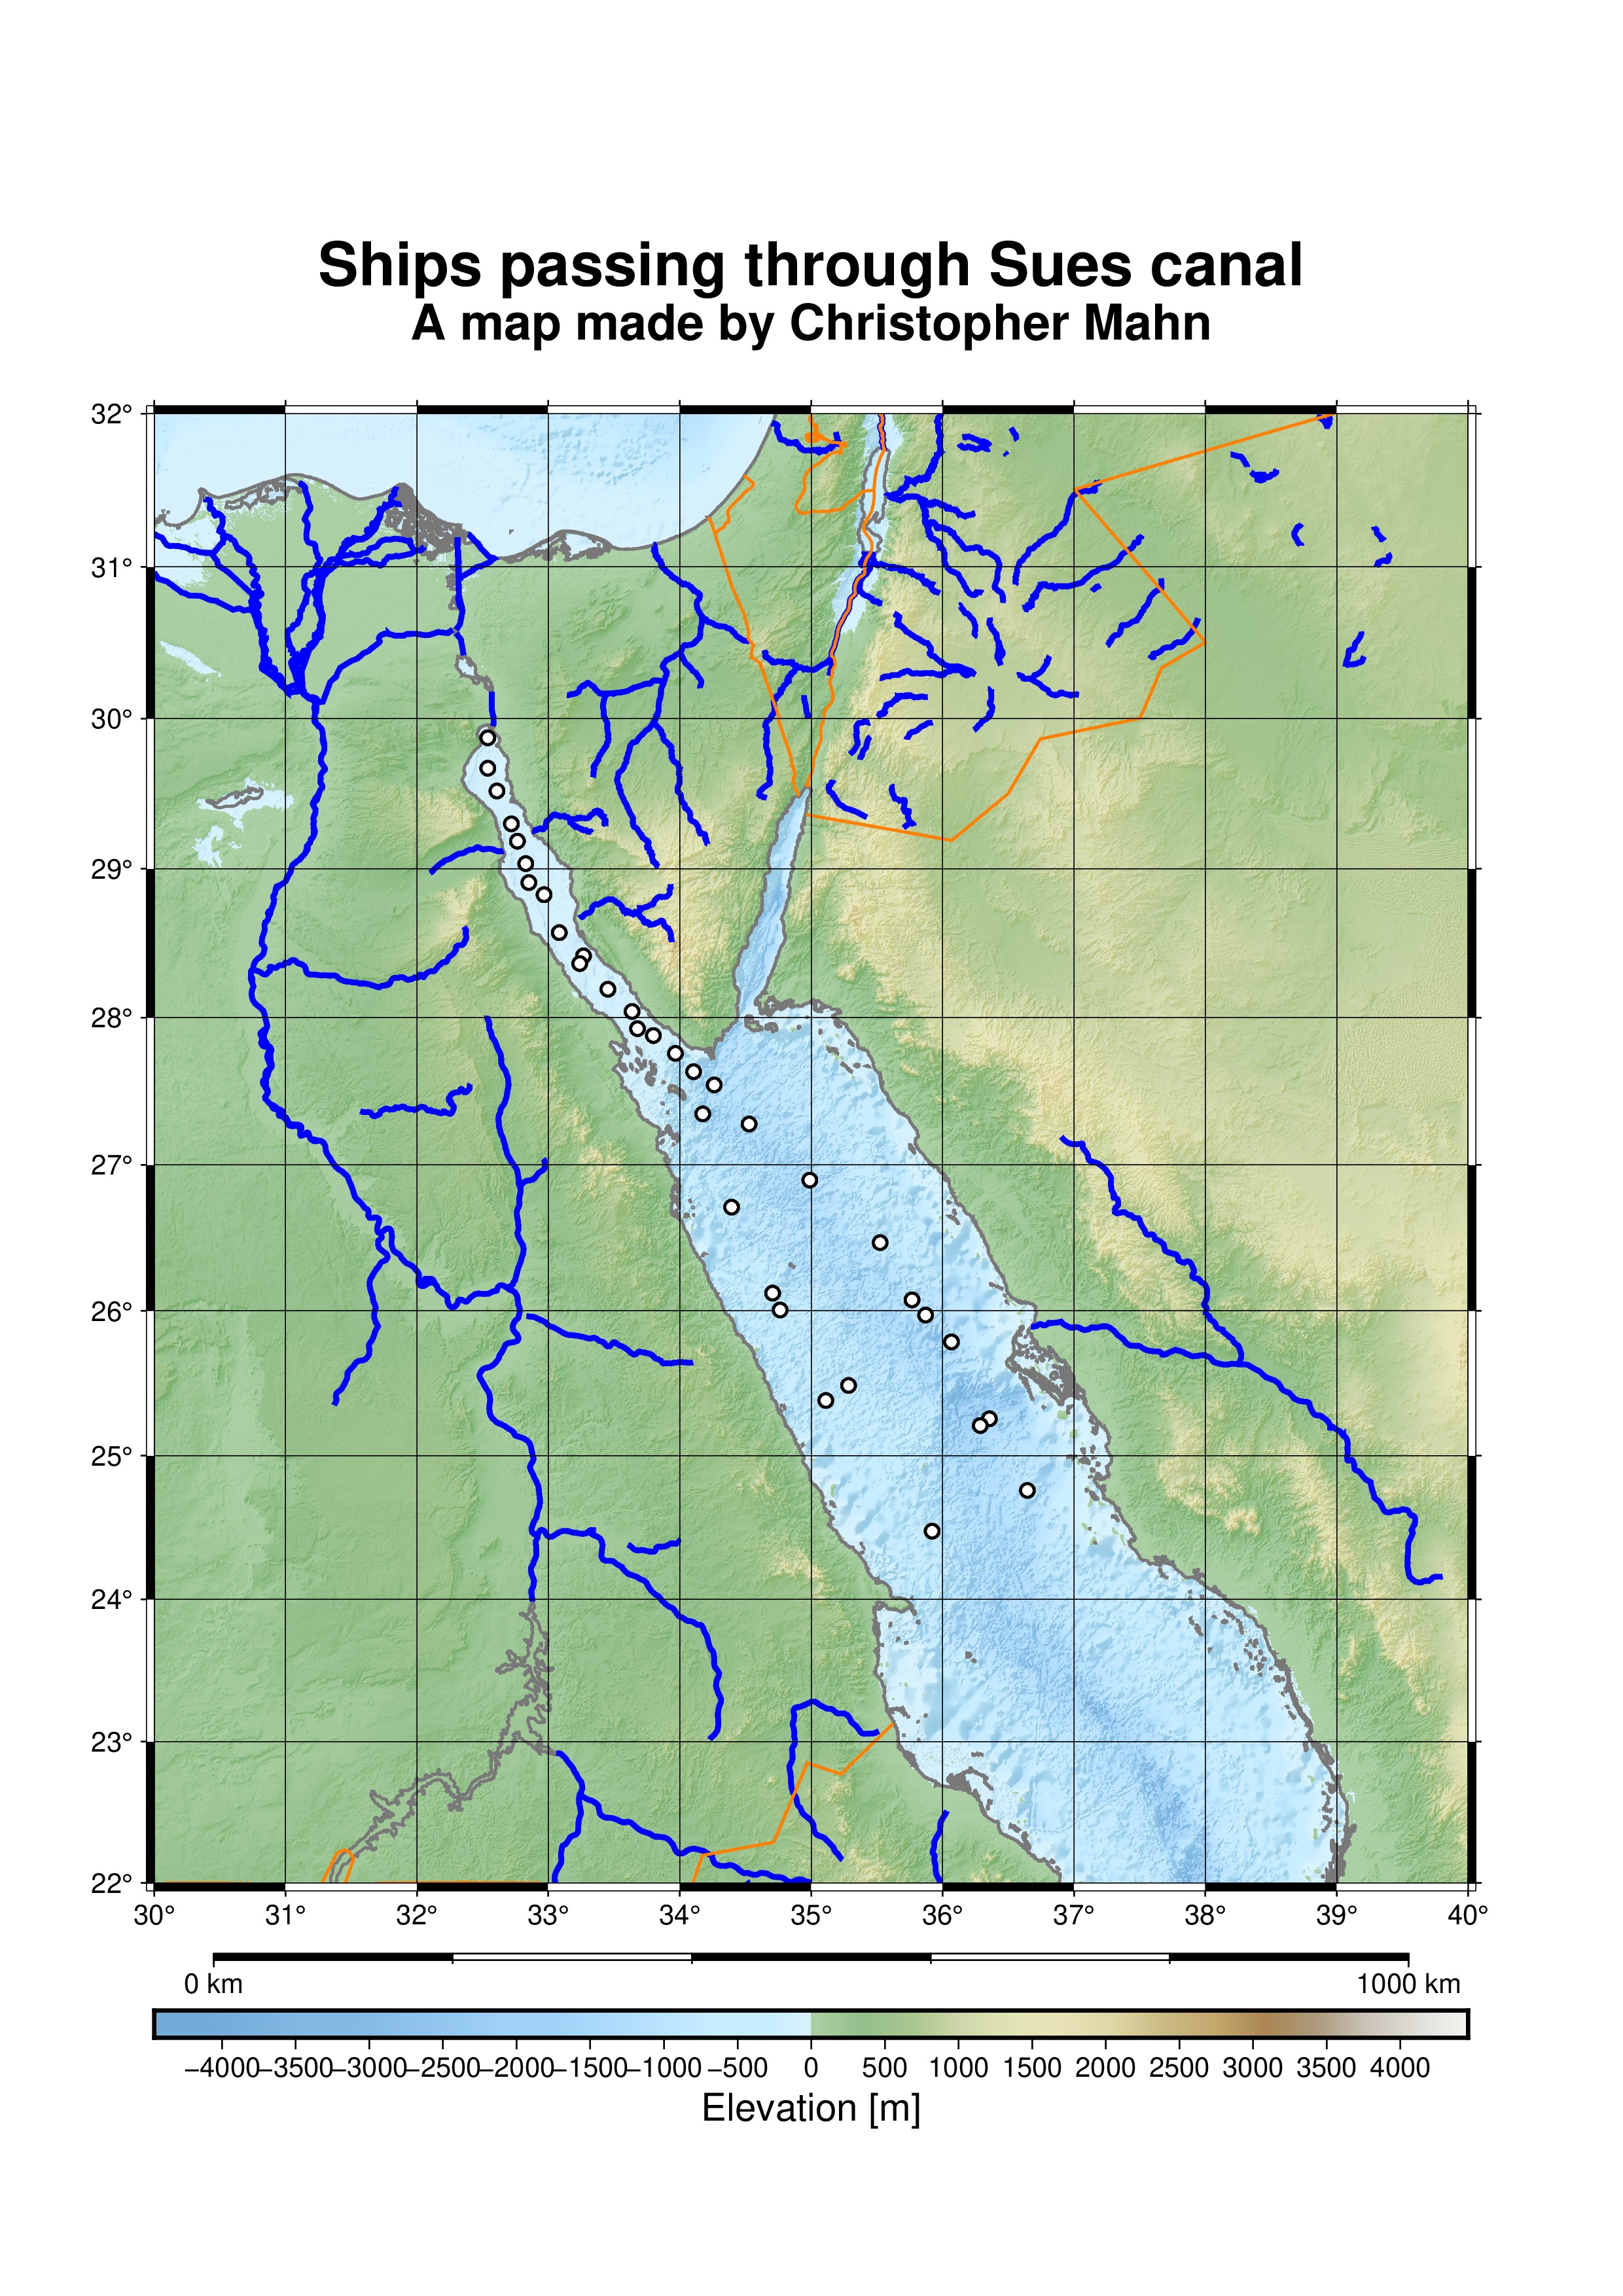 Ships passing through Sues canal
A map made by Christopher Mahn
32°
31°
30°
29°
28°
27°
26°
25°
24°
23°
22°
30° 31° 32° 33° 34° 35° 36° 37° 38° 39° 40°
0 km 1000 km
−4000 −3500 −3000 −2500 −2000 −1500 −1000 −500 0 500 1000 1500 2000 2500 3000 3500 4000
Elevation [m]